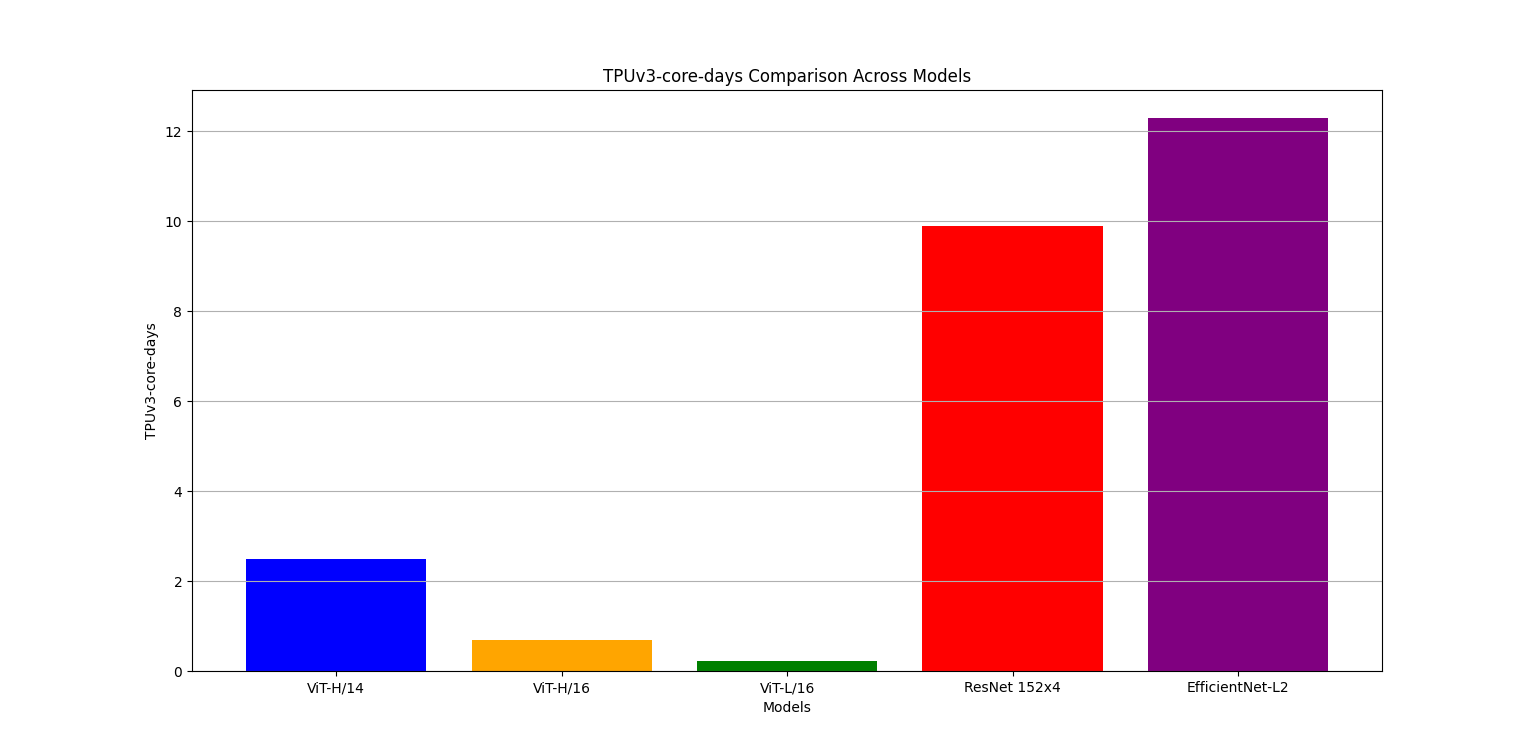 TPUv3-core-days Comparison Across Models
TPUv3-core-days
12
10
8
6
4
2
0
ViT-H/14 ViT-H/16 ViT-L/16 ResNet 152x4 EfficientNet-L2
Models